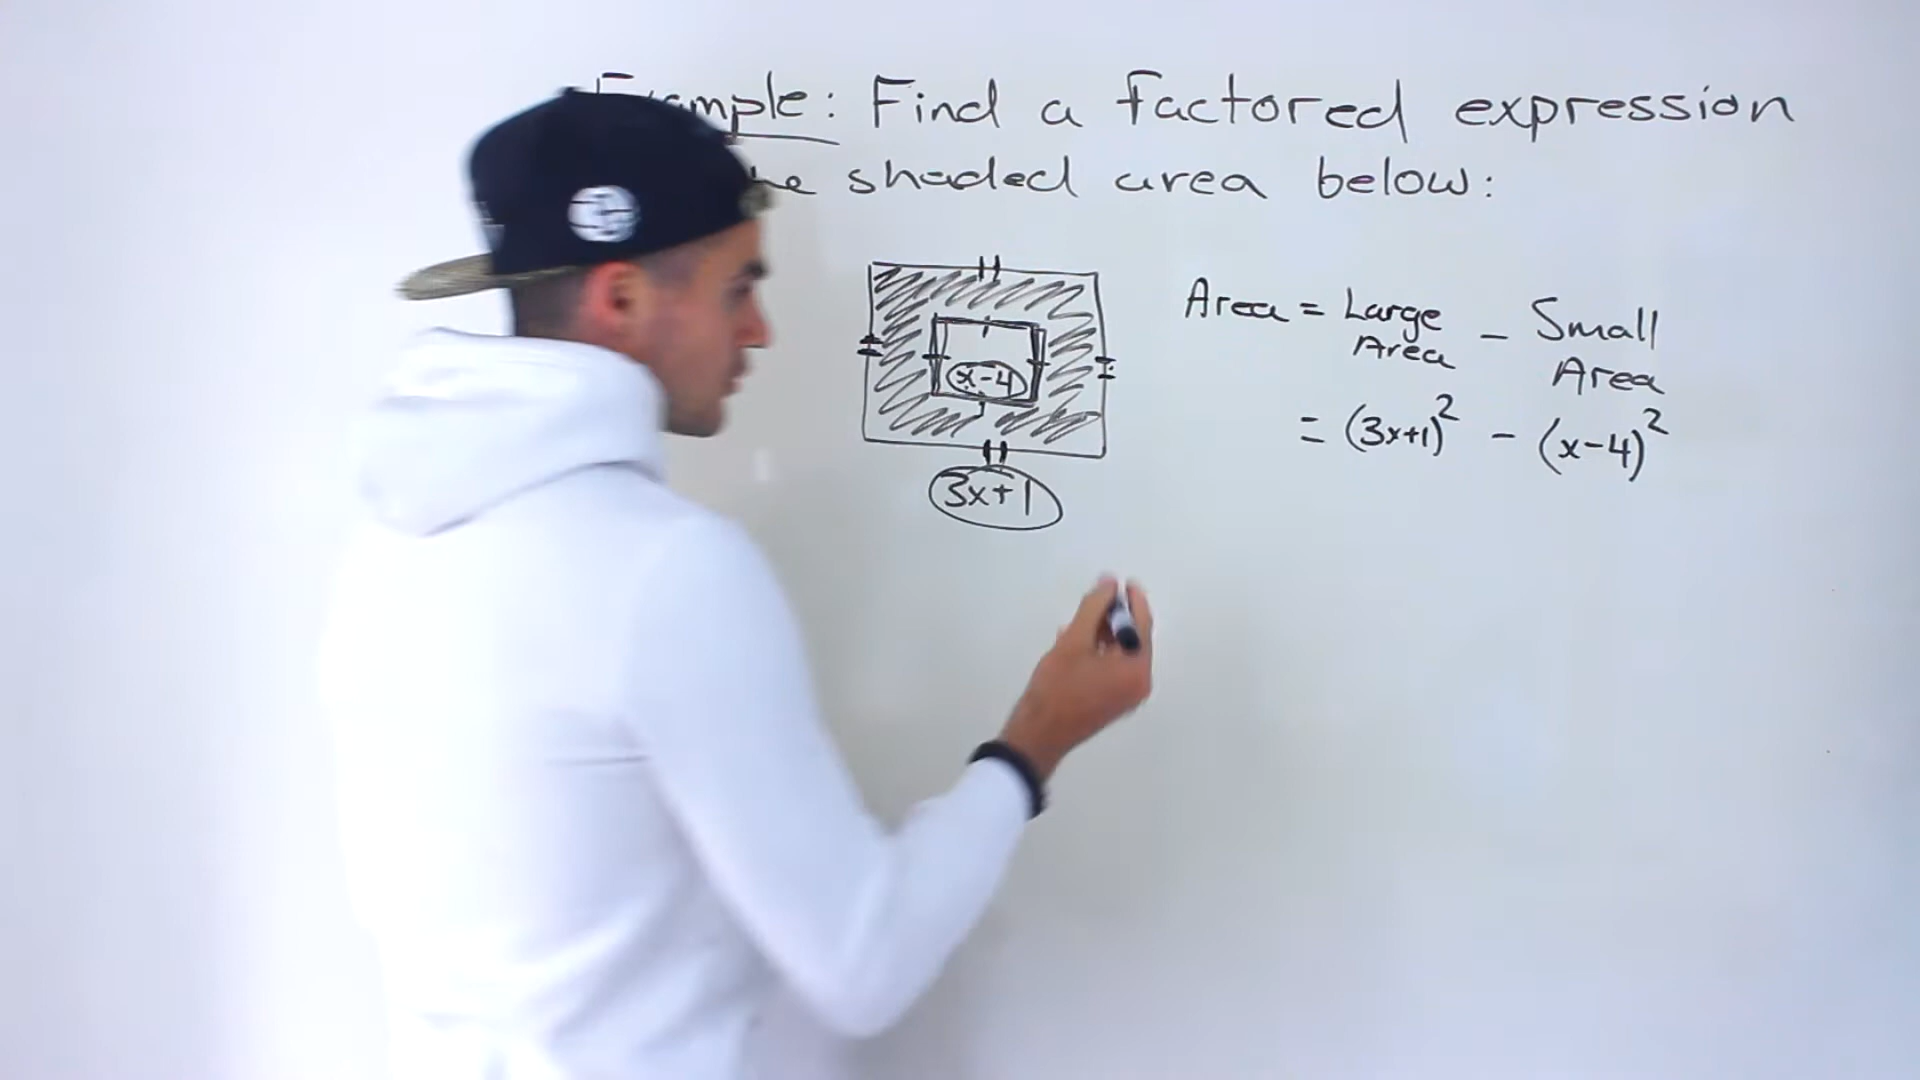 Example: Find a factored expression
shaded area below:
x-4
3x+1
Area = Large Area - Small Area
= (3x+1)² - (x-4)²